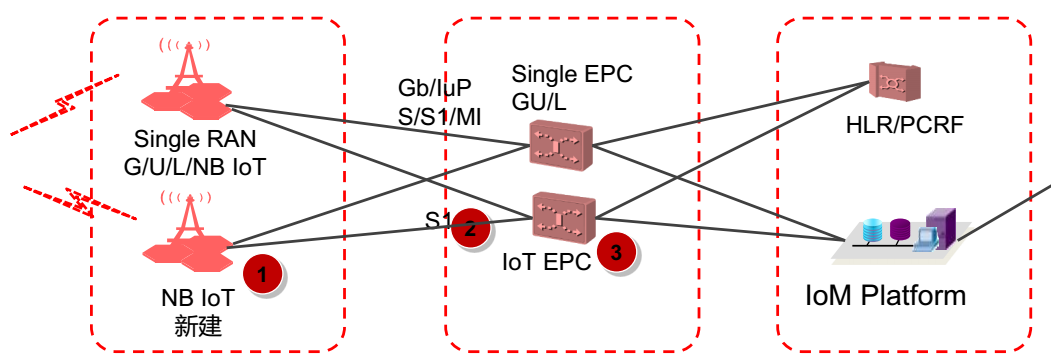 Single RAN
G/U/L/NB IoT
NB IoT
新建
1
Gb/IuP
S/S1/MI
S1
2
Single EPC
GU/L
IoT EPC
3
HLR/PCRF
IoM Platform